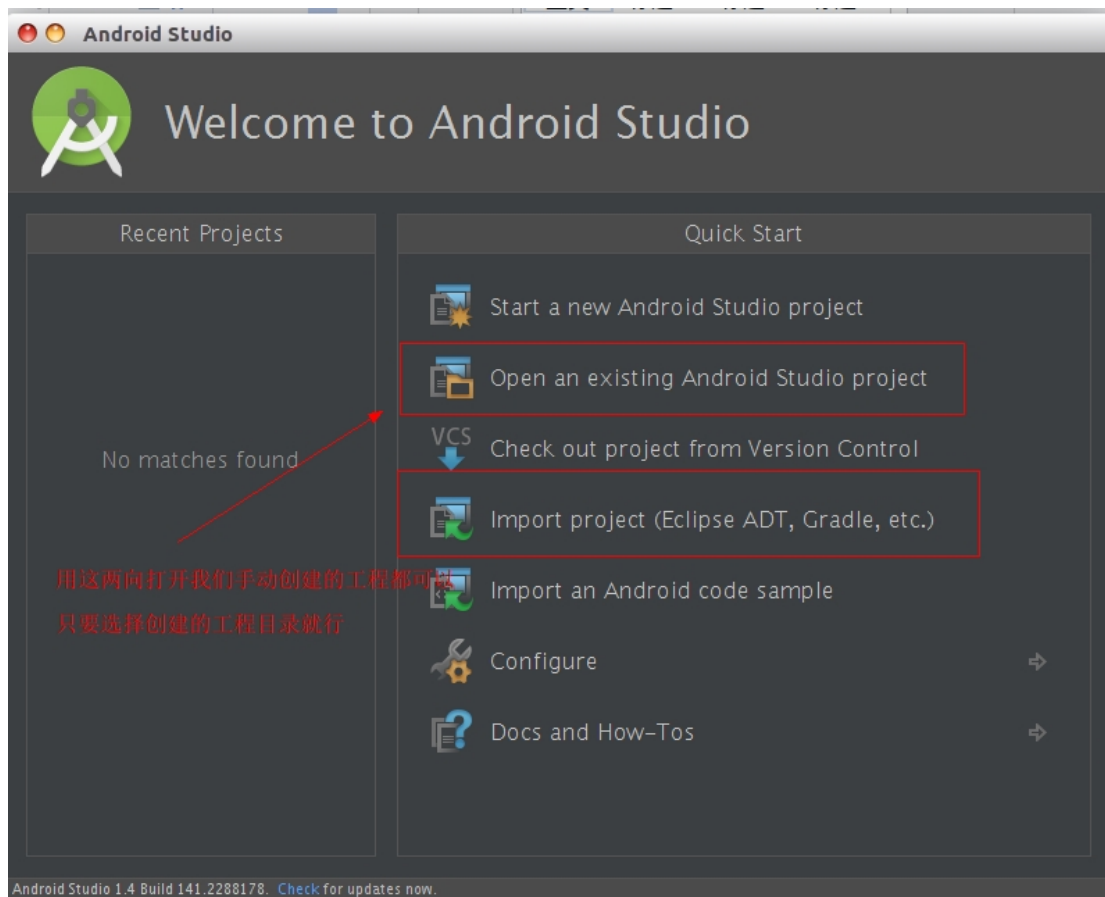 Android Studio
Welcome to Android Studio
Recent Projects
No matches found
Quick Start
Start a new Android Studio project
Open an existing Android Studio project
VCS
Check out project from Version Control
Import project (Eclipse ADT, Gradle, etc.)
Import an Android code sample
Configure
Docs and How-Tos
用这两向打开我们手动创建的工程都可以
只要选择创建的工程目录就行
Android Studio 1.4 Build 141.2288178. Check for updates now.